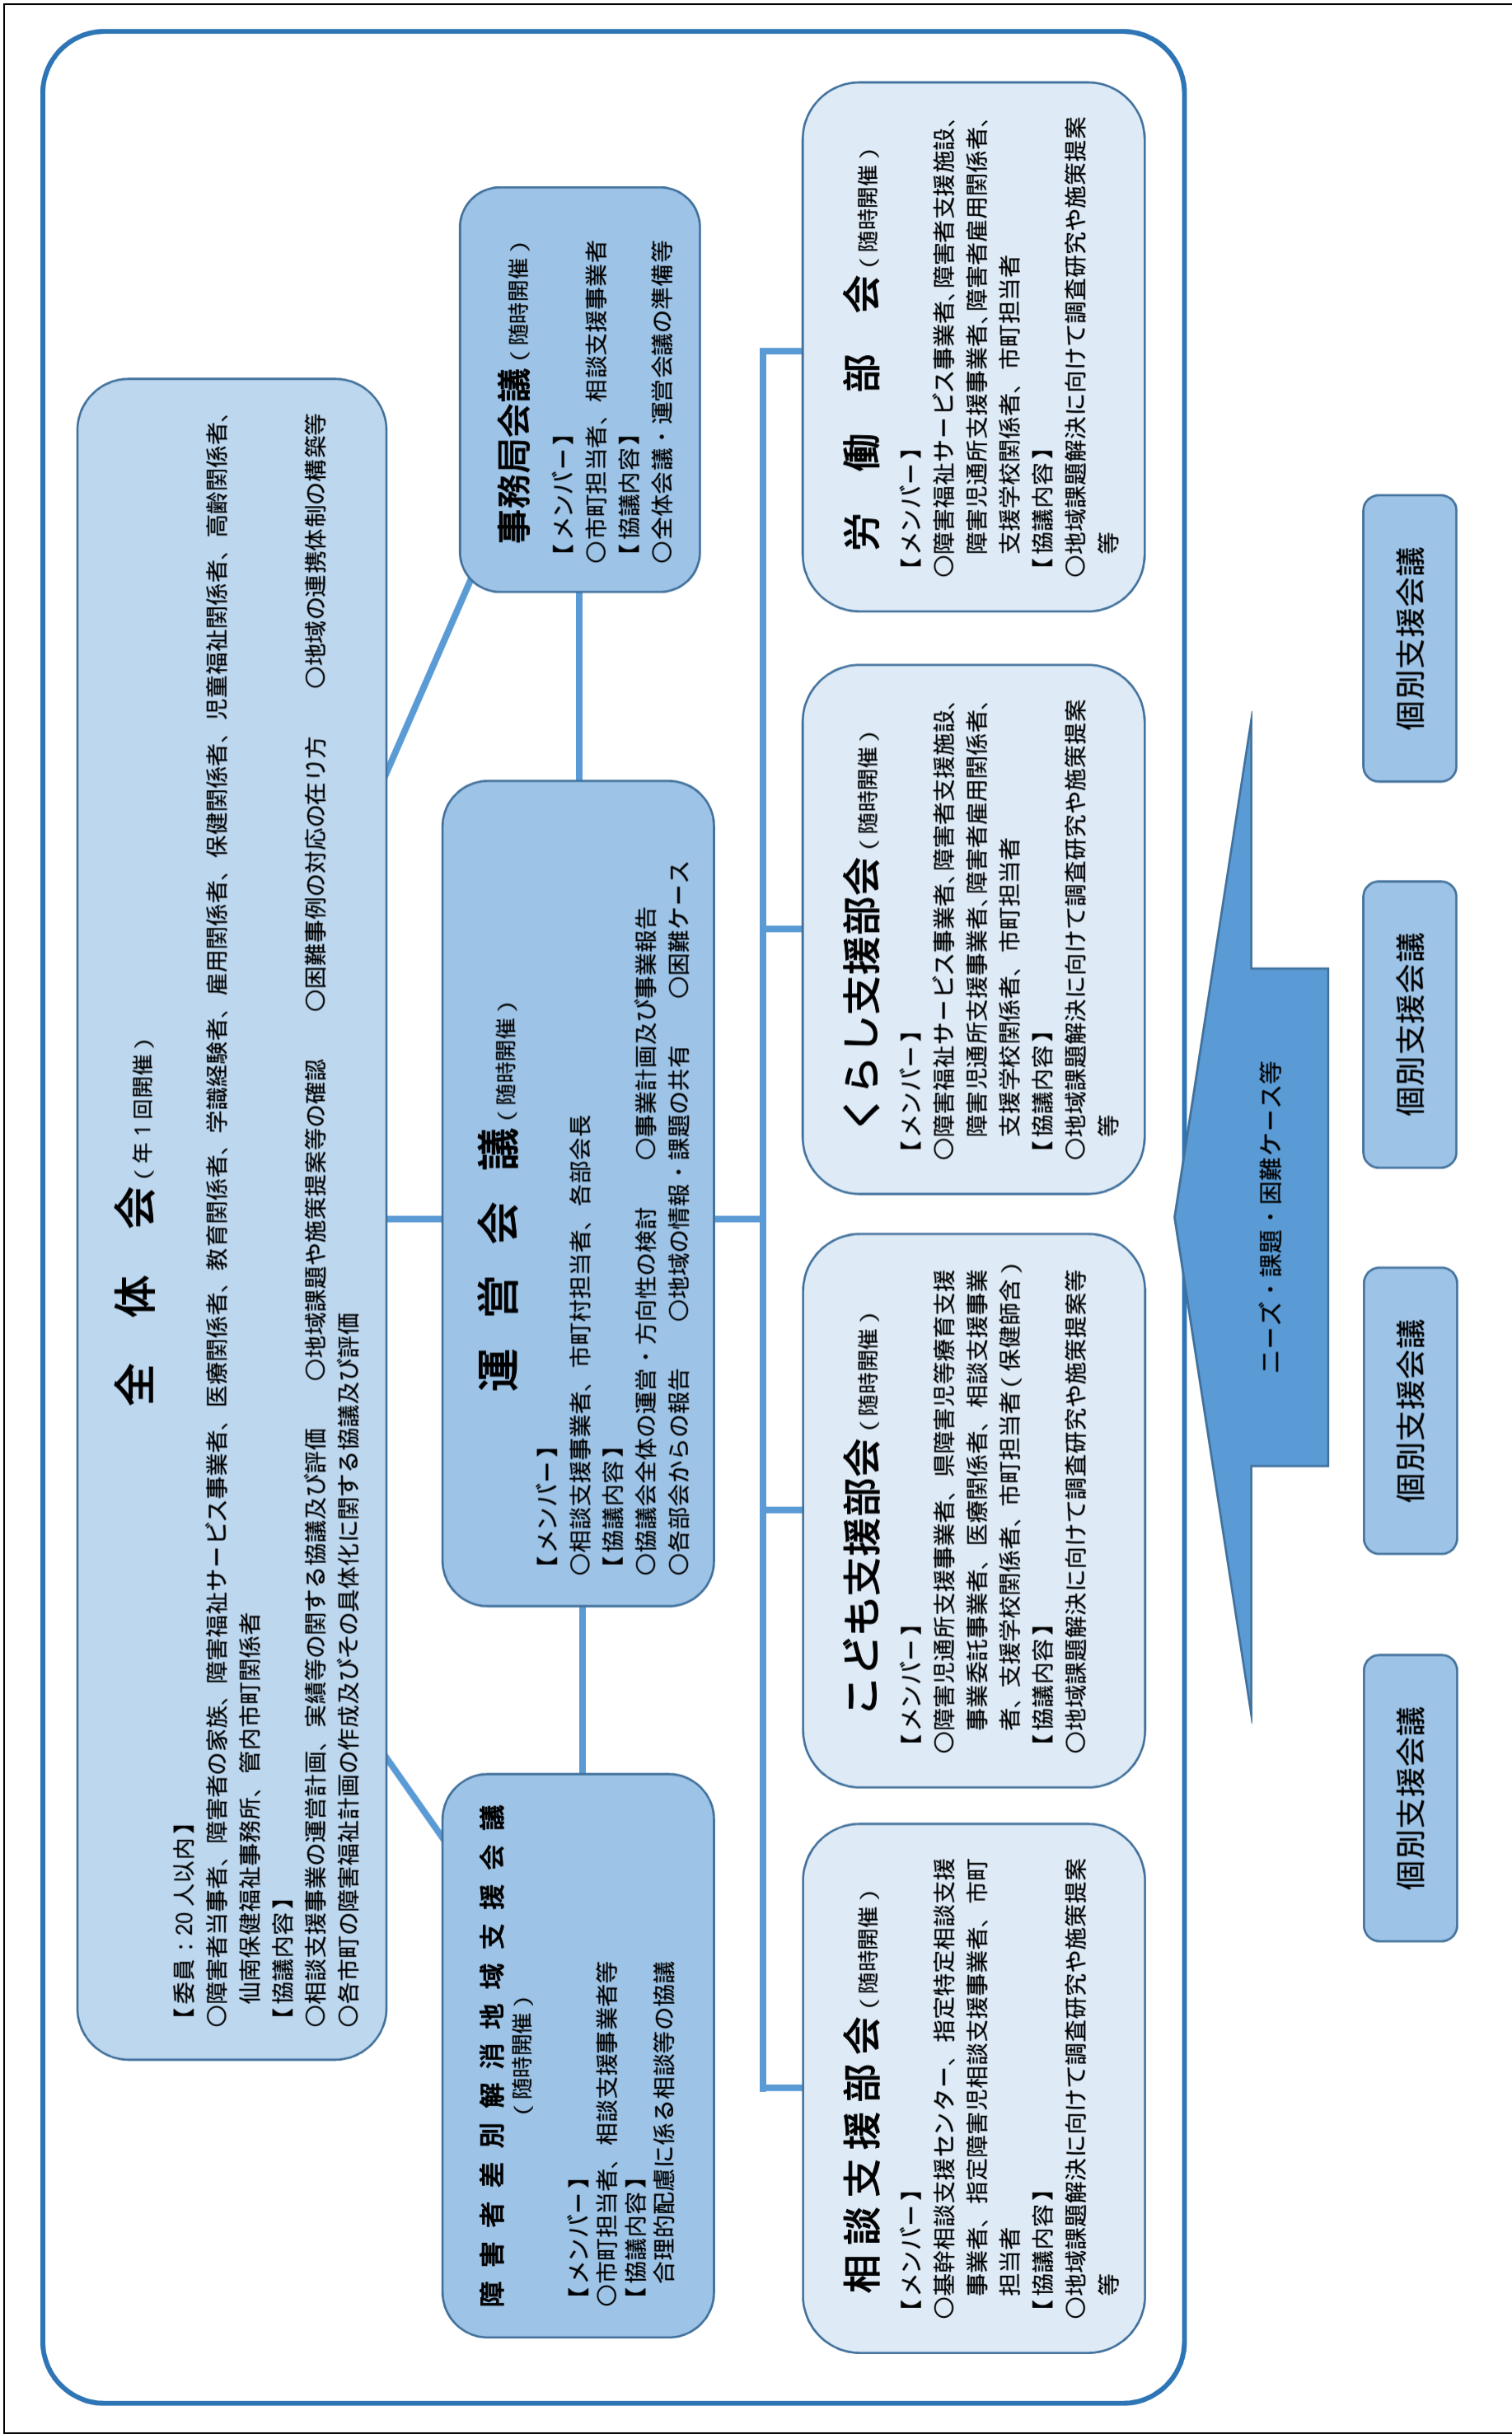 全体会（年１回開催）
【委員：20人以内】
○障害者当事者、障害者の家族、障害福祉サービス事業者、医療関係者、教育関係者、学識経験者、雇用関係者、保健関係者、児童福祉関係者、高齢関係者、
仙南保健福祉事務所、管内市町関係者
【協議内容】
○相談支援事業の運営計画、実績等の関する協議及び評価　○地域課題や施策提案等の確認　○困難事例の対応の在り方　○地域の連携体制の構築等
○各市町の障害福祉計画の作成及びその具体化に関する協議及び評価
障害者差別解消地域支援会議
（随時開催）
【メンバー】
○市町担当者、相談支援事業者等
【協議内容】
合理的配慮に係る相談等の協議
運営会議（随時開催）
【メンバー】
○相談支援事業者、市町村担当者、各部会長
【協議内容】
○協議会全体の運営・方向性の検討　○事業計画及び事業報告
○各部会からの報告　○地域の情報・課題の共有　○困難ケース
事務局会議（随時開催）
【メンバー】
○市町担当者、相談支援事業者
【協議内容】
○全体会議・運営会議の準備等
相談支援部会（随時開催）
【メンバー】
○基幹相談支援センター、指定特定相談支援
事業者、指定障害児相談支援事業者、市町
担当者
【協議内容】
○地域課題解決に向けて調査研究や施策提案
等
こども支援部会（随時開催）
【メンバー】
○障害児通所支援事業者、県障害児等療育支援
事業委託事業者、医療関係者、相談支援事業
者、支援学校関係者、市町担当者（保健師含）
【協議内容】
○地域課題解決に向けて調査研究や施策提案等
くらし支援部会（随時開催）
【メンバー】
○障害福祉サービス事業者、障害者支援施設、
障害児通所支援事業者、障害者雇用関係者、
支援学校関係者、市町担当者
【協議内容】
○地域課題解決に向けて調査研究や施策提案
等
労働部会（随時開催）
【メンバー】
○障害福祉サービス事業者、障害者支援施設、
障害児通所支援事業者、障害者雇用関係者、
支援学校関係者、市町担当者
【協議内容】
○地域課題解決に向けて調査研究や施策提案
等
ニーズ・課題・困難ケース等
個別支援会議
個別支援会議
個別支援会議
個別支援会議